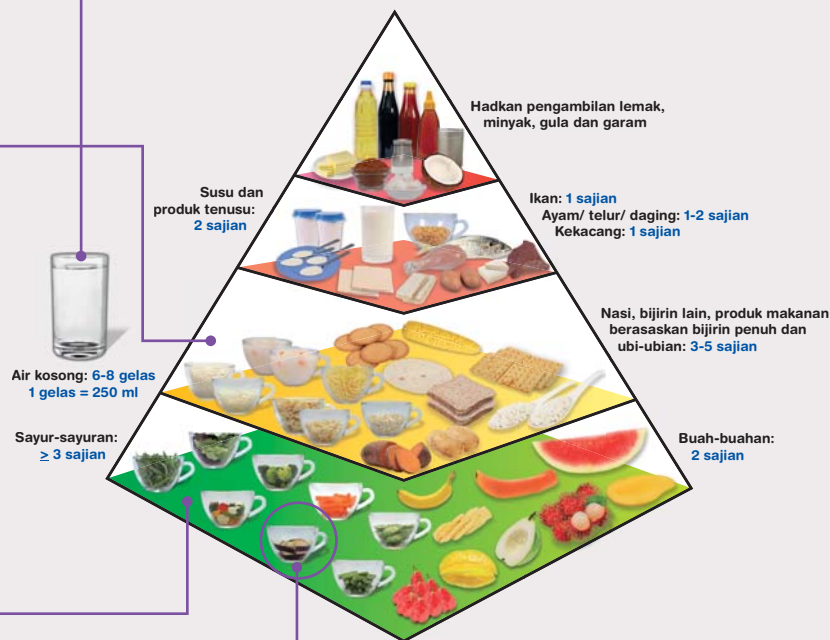 Hadkan pengambilan lemak,
minyak, gula dan garam
Susu dan
produk tenusu:
2 sajian
Ikan: 1 sajian
Ayam/ telur/ daging: 1-2 sajian
Kekacang: 1 sajian
Nasi, bijirin lain, produk makanan
berasaskan bijirin penuh dan
ubi-ubian: 3-5 sajian
Air kosong: 6-8 gelas
1 gelas = 250 ml
Sayur-sayuran:
≥ 3 sajian
Buah-buahan:
2 sajian